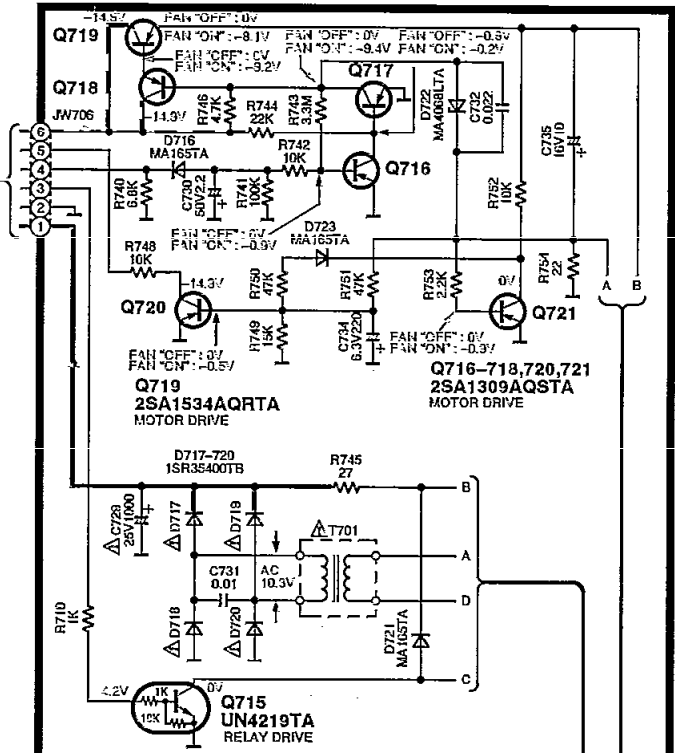 -14.9V
FAN "OFF" : 0V
FAN "ON" : -8.1V
FAN "OFF" : 0V
FAN "ON" : -9.4V
FAN "OFF" : -0.6V
FAN "ON" : -0.2V
Q719
FAN "OFF" : 0V
FAN "ON" : -9.2V
Q718
Q717
JW706
-14.9V
R746
4.7K
R744
22K
R743
3.3M
D722
MA4068LTA
C732
0.022
C735
16V10
6
5
4
3
2
1
D716
MA165TA
R742
10K
Q716
R740
6.8K
C730
50V2.2
R741
100K
R752
10K
FAN "OFF" : 0V
FAN "ON" : -0.9V
D723
MA165TA
R748
10K
-14.3V
R750
47K
R751
47K
R753
2.2K
0V
R754
22
A
B
Q720
R749
15K
C734
6.3V220
Q721
FAN "OFF" : 0V
FAN "ON" : -0.5V
FAN "OFF" : 0V
FAN "ON" : -0.3V
Q719
2SA1534AQRTA
MOTOR DRIVE
Q716-718,720,721
2SA1309AQSTA
MOTOR DRIVE
D717-720
1SR35400TB
R745
27
B
C729
25V1000
D717
D719
T701
C731
0.01
AC
10.3V
A
D
D718
D720
D721
MA165TA
R710
1K
C
4.2V
1K
10K
0V
Q715
UN4219TA
RELAY DRIVE